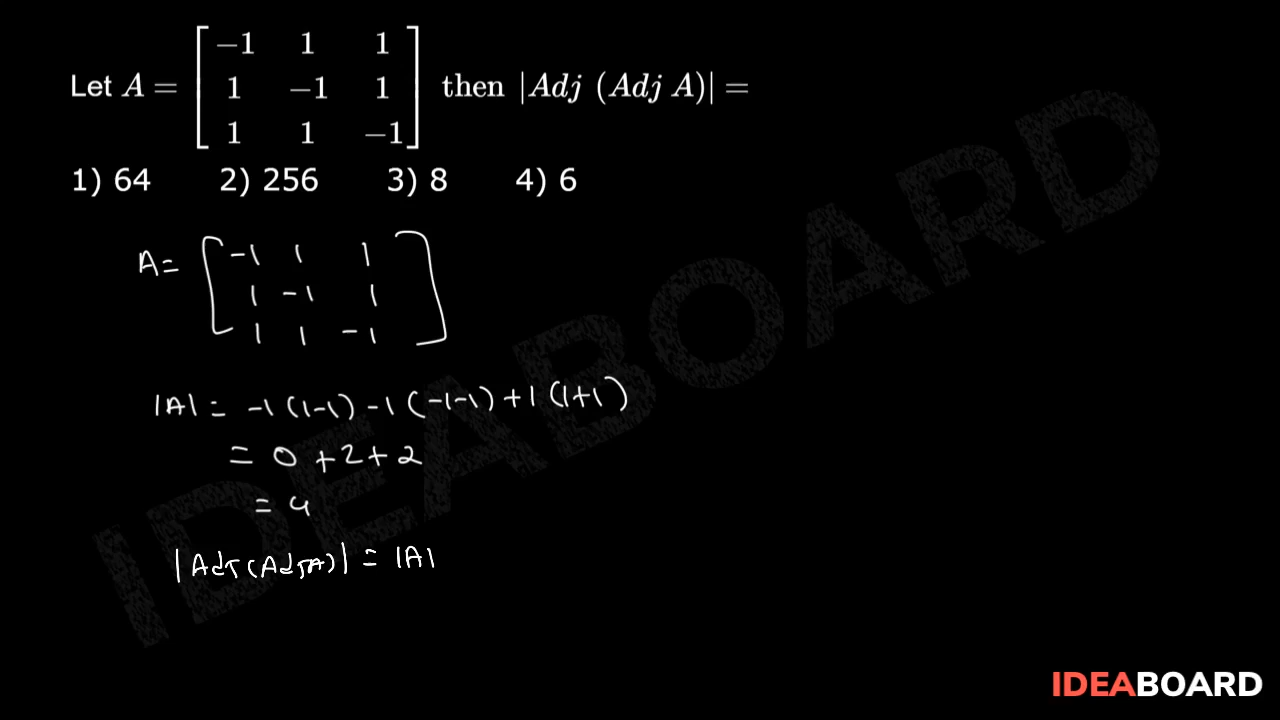 Let A = [ −1 1 1
1 −1 1
1 1 −1 ] then |Adj (Adj A)| =
1) 64 2) 256 3) 8 4) 6
A= [ -1 1 1
1 -1 1
1 1 -1 ]
|A| = -1(1-1) -1(-1-1) +1(1+1)
= 0 +2+2
= 4
|AdJ(AdJA)| = |A|
IDEABOARD
IDEABOARD